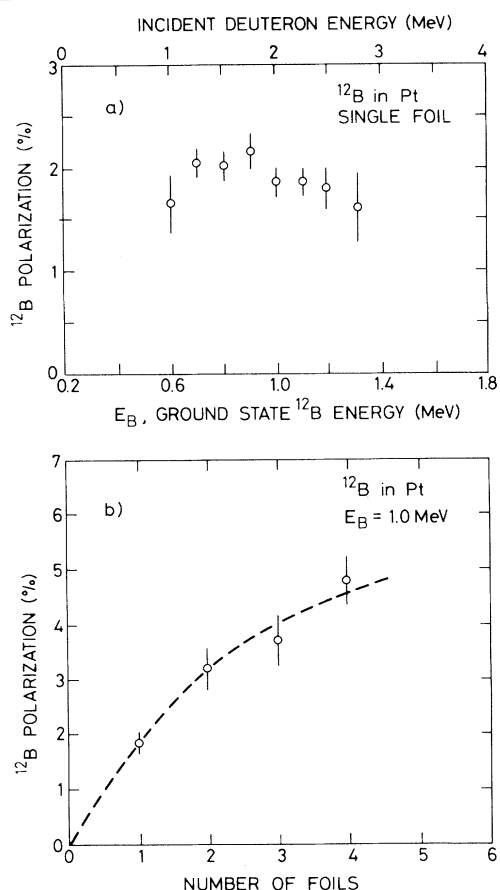 INCIDENT DEUTERON ENERGY (MeV)
0 1 2 3 4
3
a)
¹²B in Pt
SINGLE FOIL
2
1
0
¹²B POLARIZATION (%)
0.2 0.6 1.0 1.4 1.8
E_B, GROUND STATE ¹²B ENERGY (MeV)
7
b)
¹²B in Pt
E_B = 1.0 MeV
6
5
4
3
2
1
0
¹²B POLARIZATION (%)
0 1 2 3 4 5 6
NUMBER OF FOILS